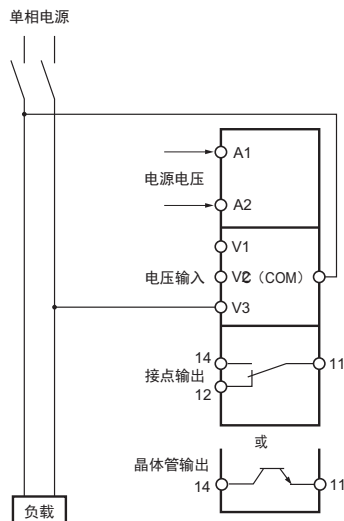 单相电源
A1
电源电压
A2
V1
电压输入 V2 C（COM）
V3
14 11
接点输出
12
或
晶体管输出
14 11
负载